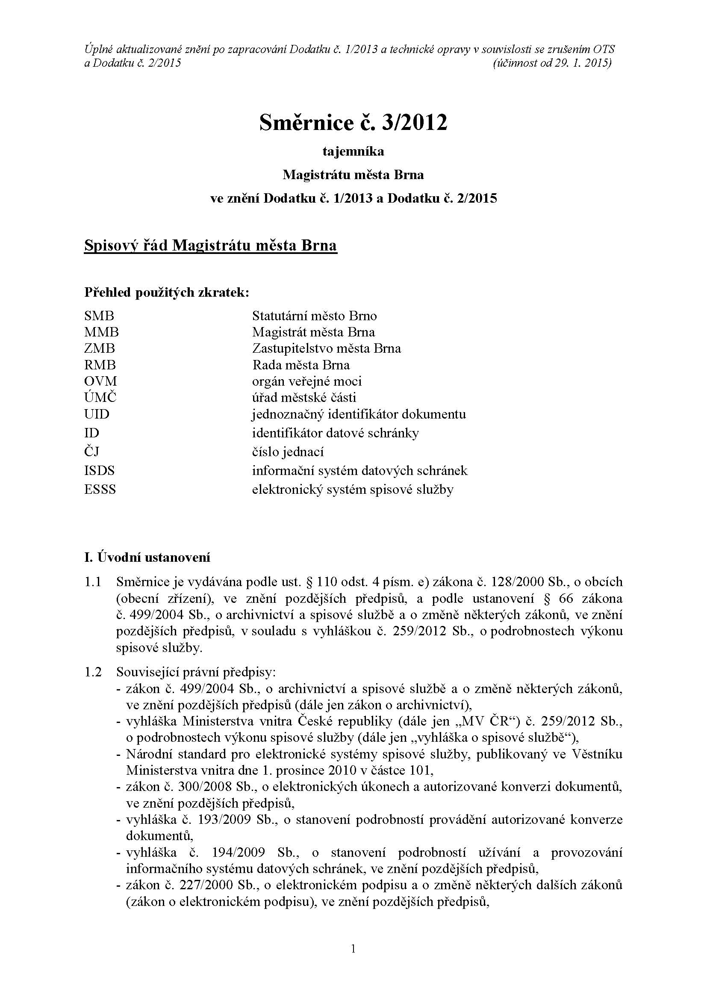 Úplné aktualizované znění po zapracování Dodatku č. 1/2013 a technické opravy v souvislosti se zrušením OTS
a Dodatku č. 2/2015 (účinnost od 29. 1. 2015)
Směrnice č. 3/2012
tajemníka
Magistrátu města Brna
ve znění Dodatku č. 1/2013 a Dodatku č. 2/2015
Spisový řád Magistrátu města Brna
Přehled použitých zkratek:
SMB Statutární město Brno
MMB Magistrát města Brna
ZMB Zastupitelstvo města Brna
RMB Rada města Brna
OVM orgán veřejné moci
ÚMČ úřad městské části
UID jednoznačný identifikátor dokumentu
ID identifikátor datové schránky
ČJ číslo jednací
ISDS informační systém datových schránek
ESSS elektronický systém spisové služby
I. Úvodní ustanovení
1.1 Směrnice je vydávána podle ust. § 110 odst. 4 písm. e) zákona č. 128/2000 Sb., o obcích
(obecní zřízení), ve znění pozdějších předpisů, a podle ustanovení § 66 zákona
č. 499/2004 Sb., o archivnictví a spisové službě a o změně některých zákonů, ve znění
pozdějších předpisů, v souladu s vyhláškou č. 259/2012 Sb., o podrobnostech výkonu
spisové služby.
1.2 Související právní předpisy:
- zákon č. 499/2004 Sb., o archivnictví a spisové službě a o změně některých zákonů,
ve znění pozdějších předpisů (dále jen zákon o archivnictví),
- vyhláška Ministerstva vnitra České republiky (dále jen „MV ČR“) č. 259/2012 Sb.,
o podrobnostech výkonu spisové služby (dále jen „vyhláška o spisové službě“),
- Národní standard pro elektronické systémy spisové služby, publikovaný ve Věstníku
Ministerstva vnitra dne 1. prosince 2010 v částce 101,
- zákon č. 300/2008 Sb., o elektronických úkonech a autorizované konverzi dokumentů,
ve znění pozdějších předpisů,
- vyhláška č. 193/2009 Sb., o stanovení podrobností provádění autorizované konverze
dokumentů,
- vyhláška č. 194/2009 Sb., o stanovení podrobností užívání a provozování
informačního systému datových schránek, ve znění pozdějších předpisů,
- zákon č. 227/2000 Sb., o elektronickém podpisu a o změně některých dalších zákonů
(zákon o elektronickém podpisu), ve znění pozdějších předpisů,
1